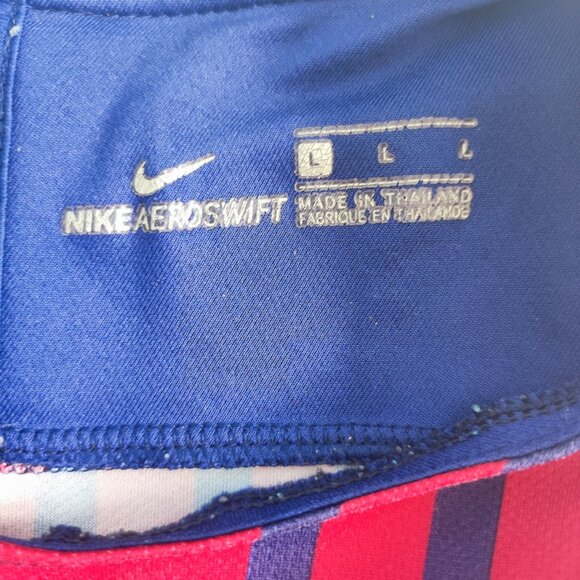 L L L
NIKEAEROSWIFT
MADE IN THAILAND
FABRIQUE EN THAILANDE